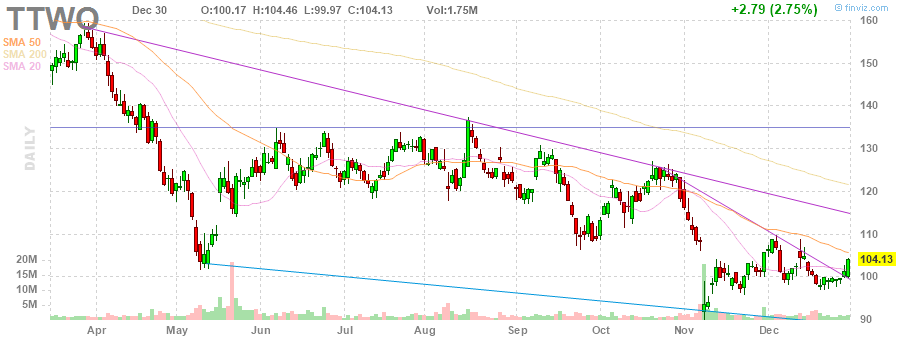 TTWO Dec 30 O:100.17 H:104.46 L:99.97 C:104.13 Vol:1.75M +2.79 (2.75%) © finviz.com
SMA 50
SMA 200
SMA 20
DAILY
160
150
140
130
120
110
104.13
100
90
20M
15M
10M
5M
Apr May Jun Jul Aug Sep Oct Nov Dec